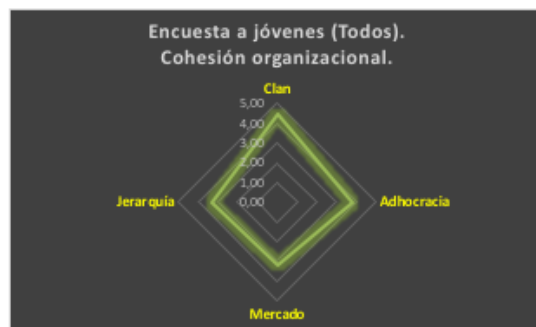 Encuesta a jóvenes (Todos).
Cohesión organizacional.
Clan
5,00
4,00
3,00
2,00
1,00
0,00
Jerarquía
Adhocracia
Mercado